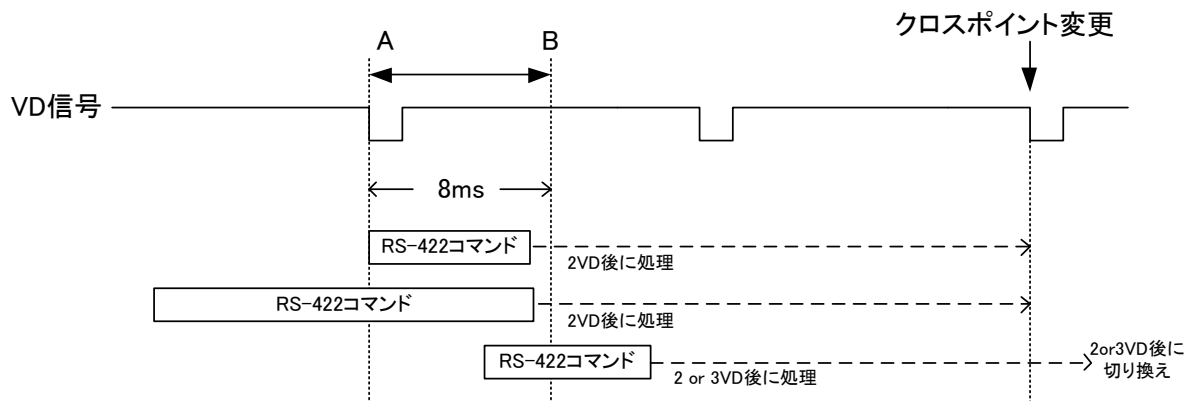 クロスポイント変更
A
B
VD信号
8ms
RS-422コマンド
2VD後に処理
RS-422コマンド
2VD後に処理
RS-422コマンド
2 or 3VD後に処理
2or3VD後に
切り換え